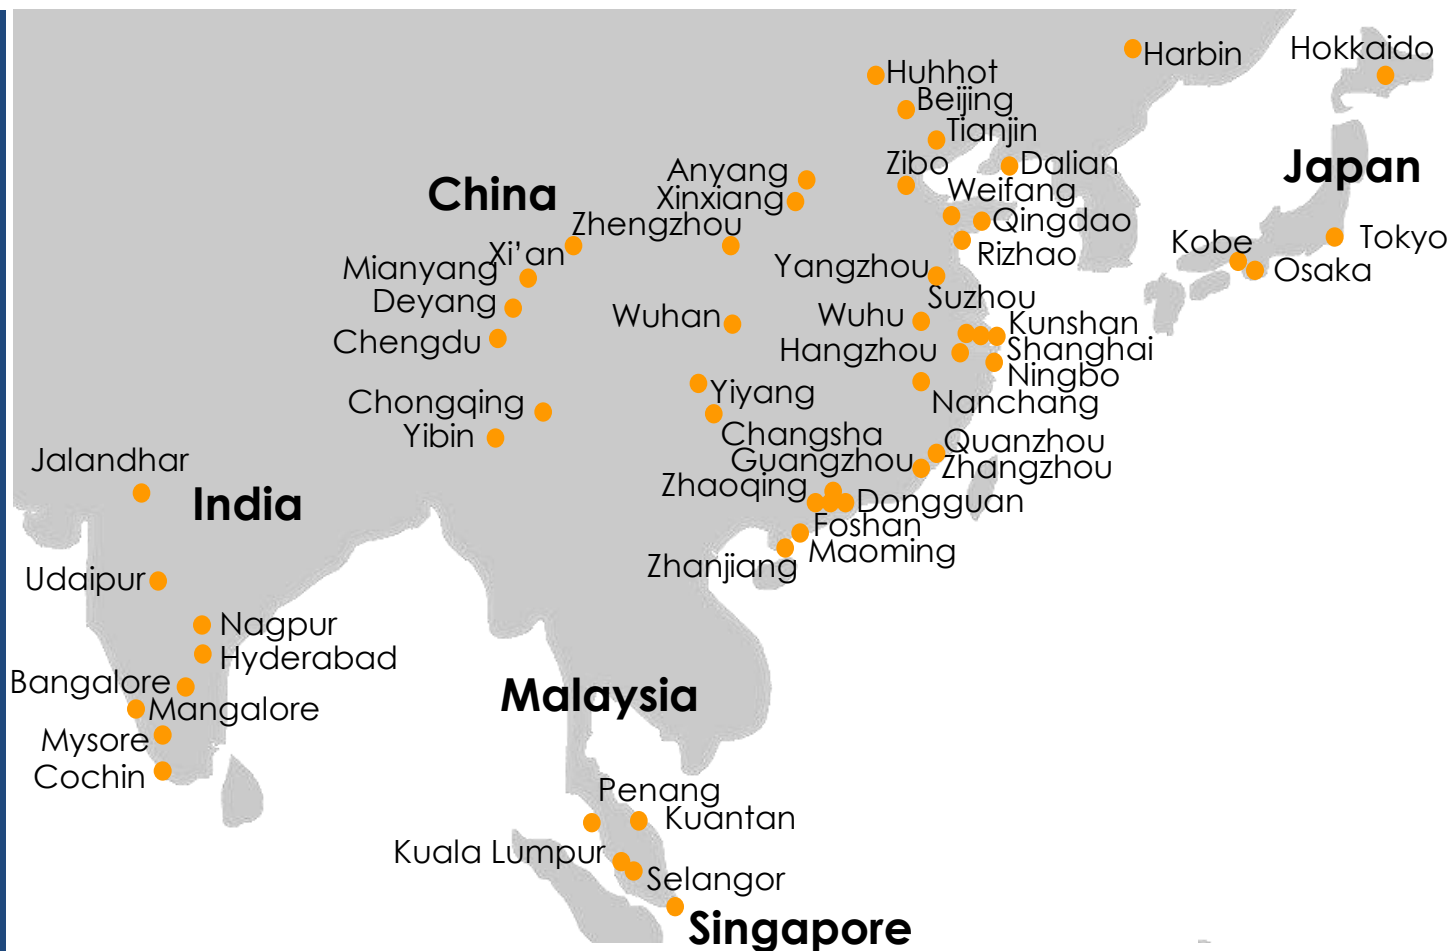 Harbin
Hokkaido
Huhhot
Beijing
Tianjin
Anyang
Zibo
Dalian
Japan
China
Xinxiang
Weifang
Zhengzhou
Qingdao
Xi'an
Rizhao
Kobe
Tokyo
Mianyang
Yangzhou
Osaka
Deyang
Suzhou
Wuhan
Wuhu
Kunshan
Chengdu
Hangzhou
Shanghai
Ningbo
Yiyang
Nanchang
Chongqing
Yibin
Changsha
Quanzhou
Jalandhar
Guangzhou
Zhangzhou
Zhaoqing
India
Dongguan
Foshan
Maoming
Zhanjiang
Udaipur
Nagpur
Hyderabad
Bangalore
Malaysia
Mangalore
Mysore
Cochin
Penang
Kuantan
Kuala Lumpur
Selangor
Singapore